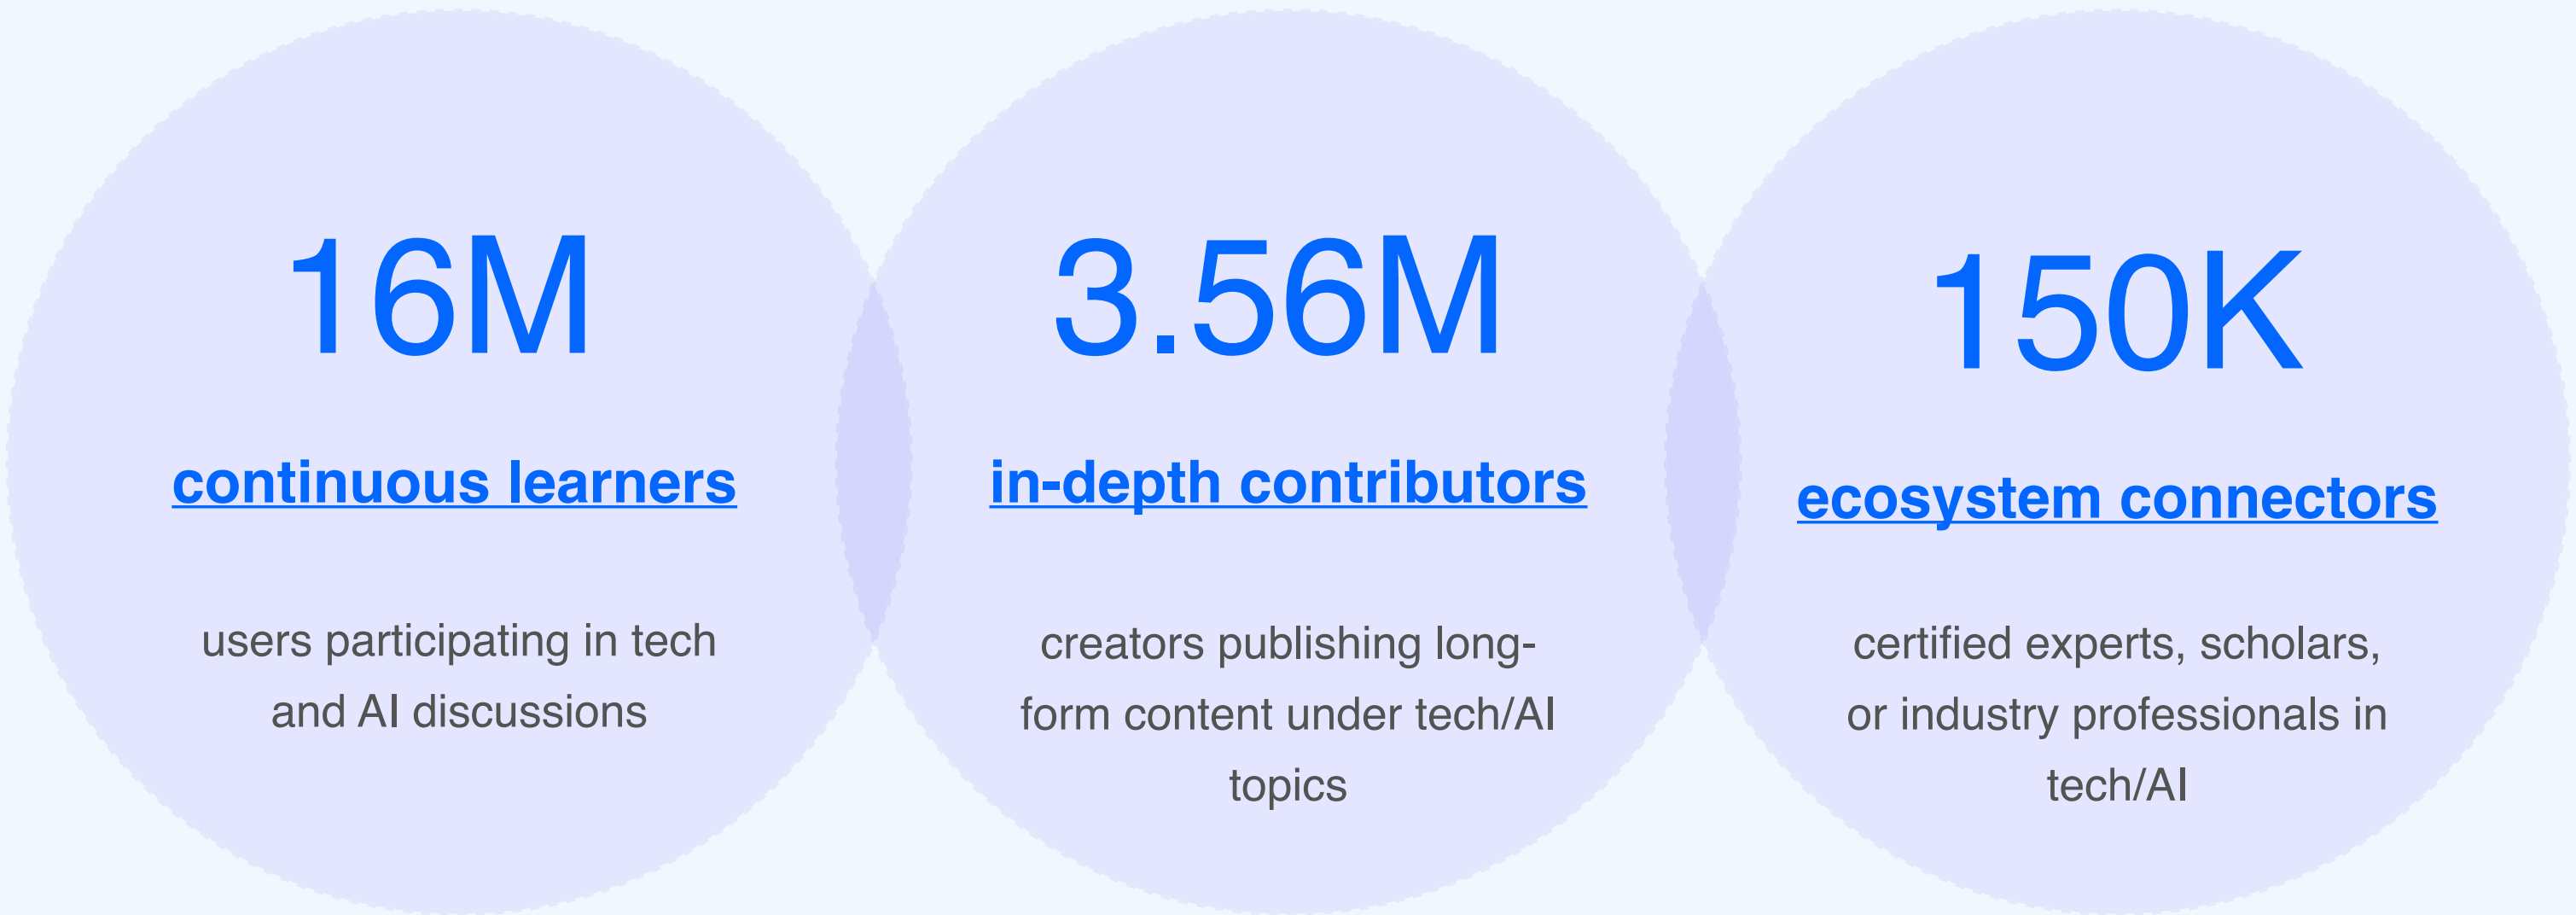 16M
continuous learners
users participating in tech
and AI discussions
3.56M
in-depth contributors
creators publishing long-
form content under tech/AI
topics
150K
ecosystem connectors
certified experts, scholars,
or industry professionals in
tech/AI